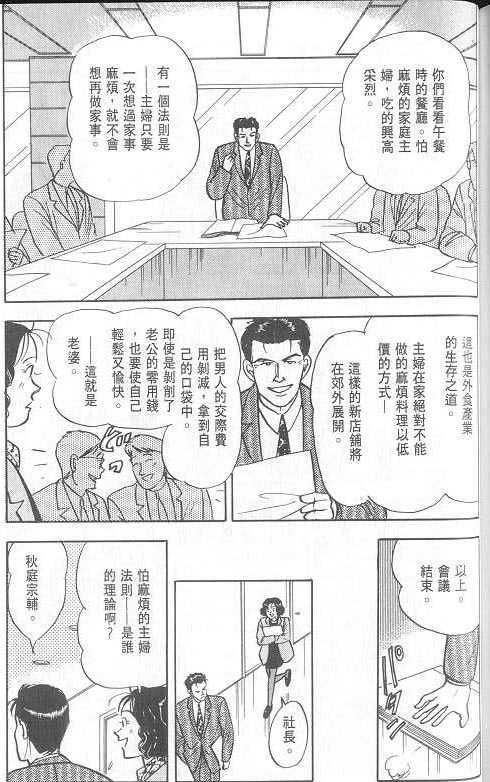 你們看看午餐
時的餐廳。怕
麻煩的家庭主
婦，吃的興高
采烈。
有一個法則是
——主婦只要
一次想過家事
麻煩，就不會
想再做家事。
這也是外食產業
的生存之道。
主婦在家絕對不能
做的麻煩料理以低
價的方式—
這樣的新店舖將
在郊外展開。
把男人的交際費
用剝減，拿到自
己的口袋中。
即使是剝削了
老公的零用錢
，也要使自己
輕鬆又愉快。
——這就是
老婆。
以上。
會議
結束。
社長。
怕麻煩的主婦
法則——是誰
的理論啊？
秋庭宗輔。